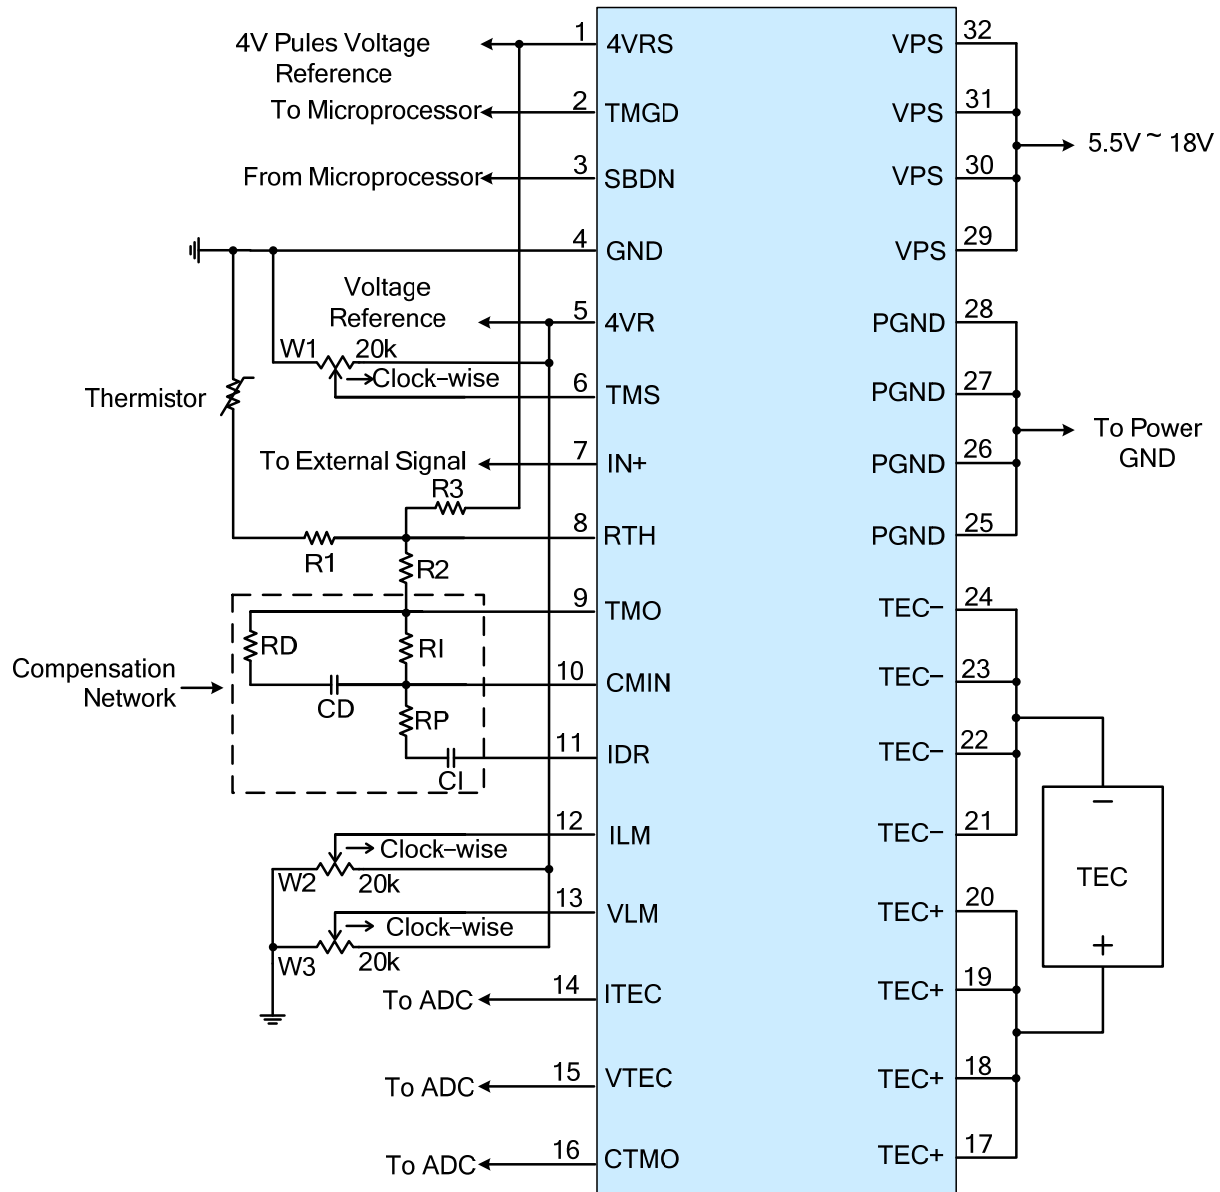 4V Pules Voltage
Reference
1
4VRS
VPS
32
To Microprocessor
2
TMGD
VPS
31
5.5V ~ 18V
From Microprocessor
3
SBDN
VPS
30
4
GND
VPS
29
Voltage
Reference
5
4VR
PGND
28
W1
20k
Clock-wise
6
TMS
PGND
27
Thermistor
To Power
GND
To External Signal
7
IN+
PGND
26
R3
8
RTH
PGND
25
R1
R2
9
TMO
TEC-
24
RD
RI
Compensation
Network
10
CMIN
TEC-
23
CD
RP
11
IDR
TEC-
22
CI
12
ILM
TEC-
21
Clock-wise
W2
20k
-
TEC
+
13
VLM
TEC+
20
Clock-wise
W3
20k
To ADC
14
ITEC
TEC+
19
To ADC
15
VTEC
TEC+
18
To ADC
16
CTMO
TEC+
17